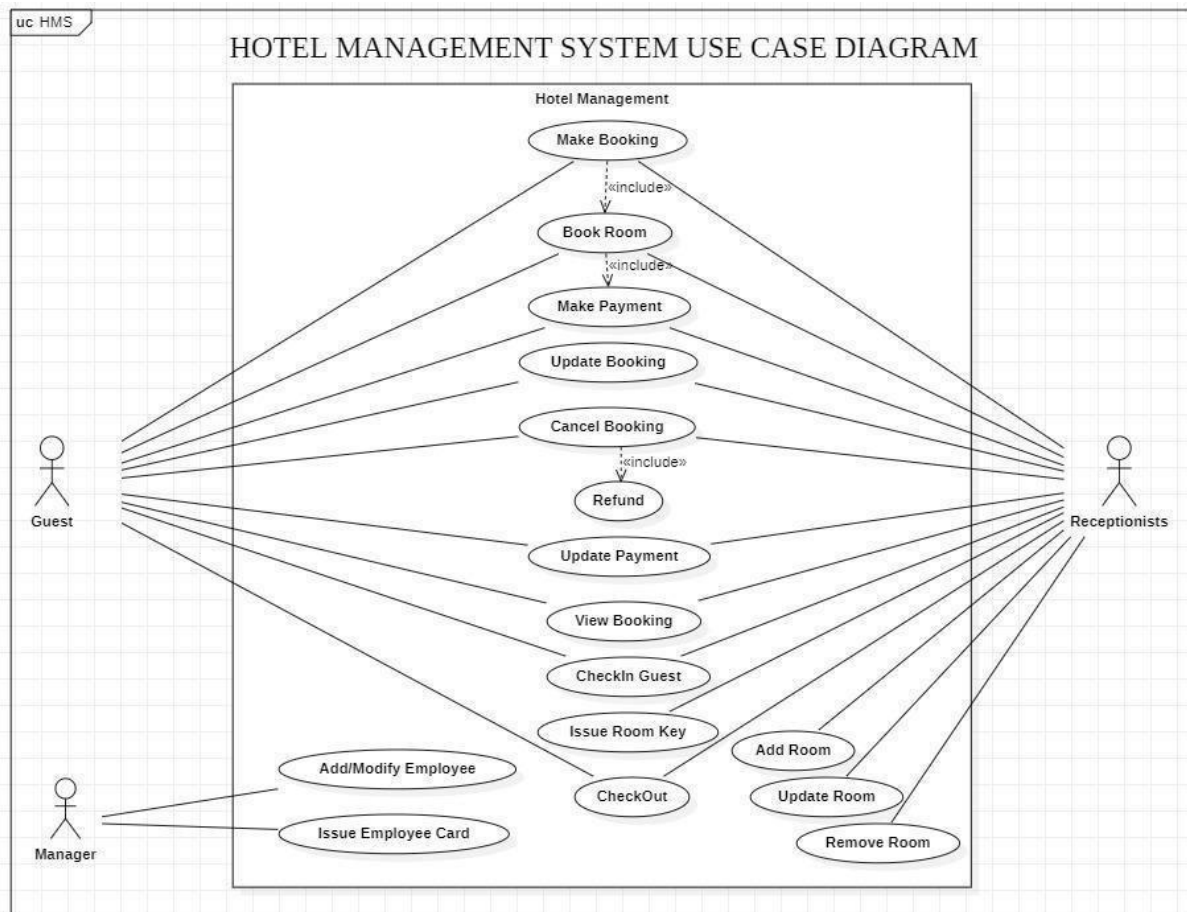 uc HMS
HOTEL MANAGEMENT SYSTEM USE CASE DIAGRAM
Hotel Management
Make Booking
«include»
Book Room
«include»
Make Payment
Update Booking
Cancel Booking
«include»
Refund
Guest
Receptionists
Update Payment
View Booking
CheckIn Guest
Issue Room Key
Add Room
Add/Modify Employee
CheckOut
Update Room
Issue Employee Card
Remove Room
Manager